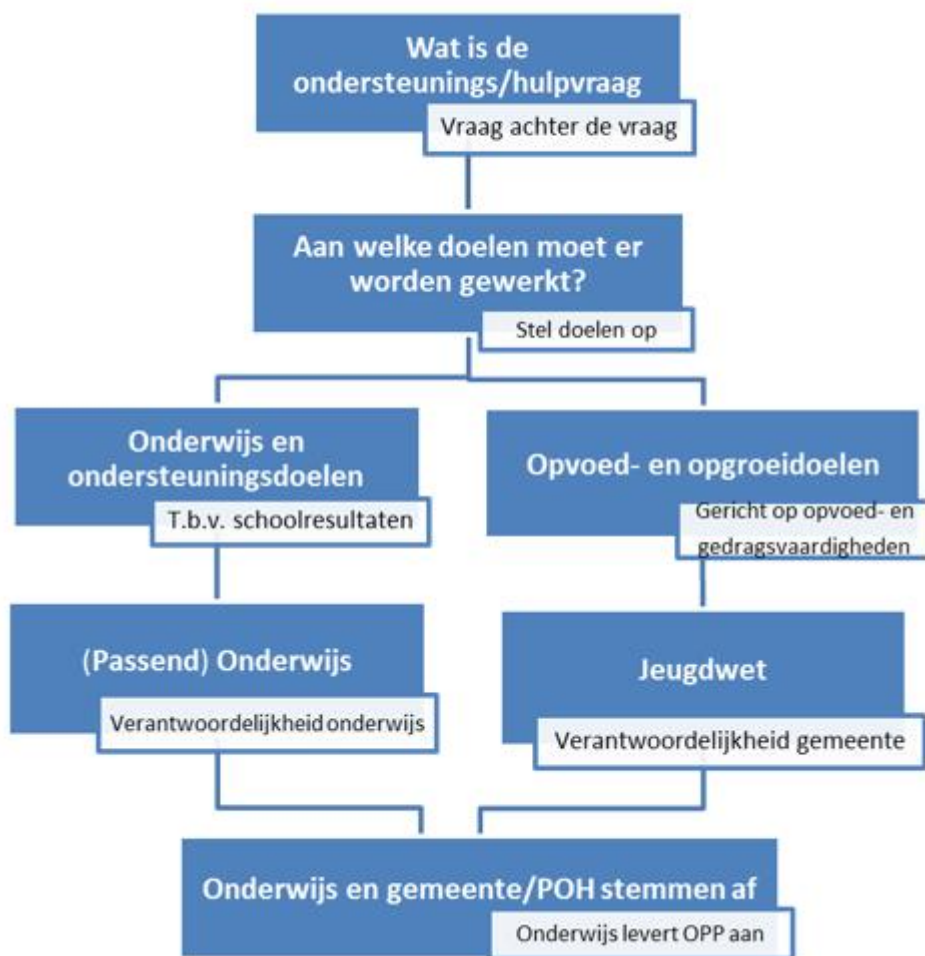 Wat is de
ondersteunings/hulpvraag
Vraag achter de vraag
Aan welke doelen moet er
worden gewerkt?
Stel doelen op
Onderwijs en
ondersteuningsdoelen
T.b.v. schoolresultaten
Opvoed- en opgroeidoelen
Gericht op opvoed- en
gedragsvaardigheden
(Passend) Onderwijs
Verantwoordelijkheid onderwijs
Jeugdwet
Verantwoordelijkheid gemeente
Onderwijs en gemeente/POH stemmen af
Onderwijs levert OPP aan